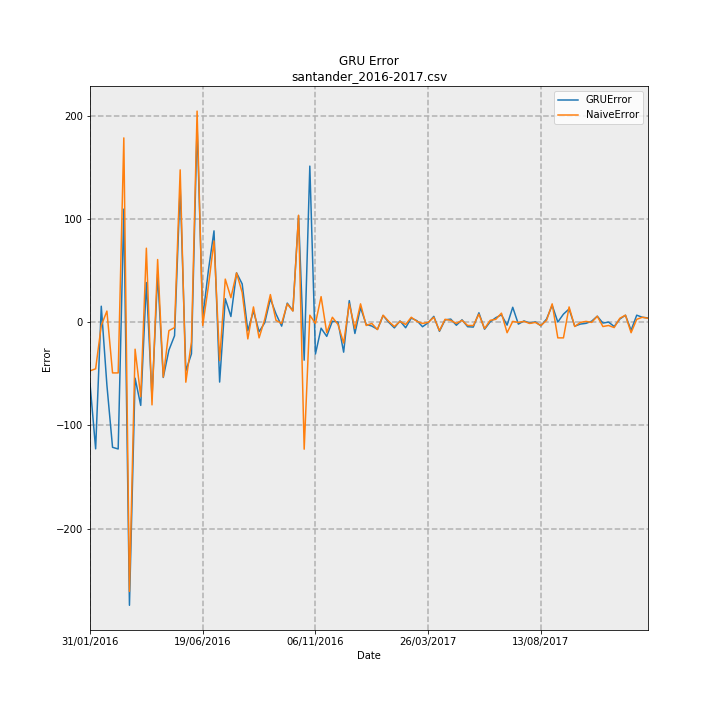 GRU Error
santander_2016-2017.csv
GRUError
NaiveError
200
100
0
−100
−200
Error
31/01/2016 19/06/2016 06/11/2016 26/03/2017 13/08/2017
Date